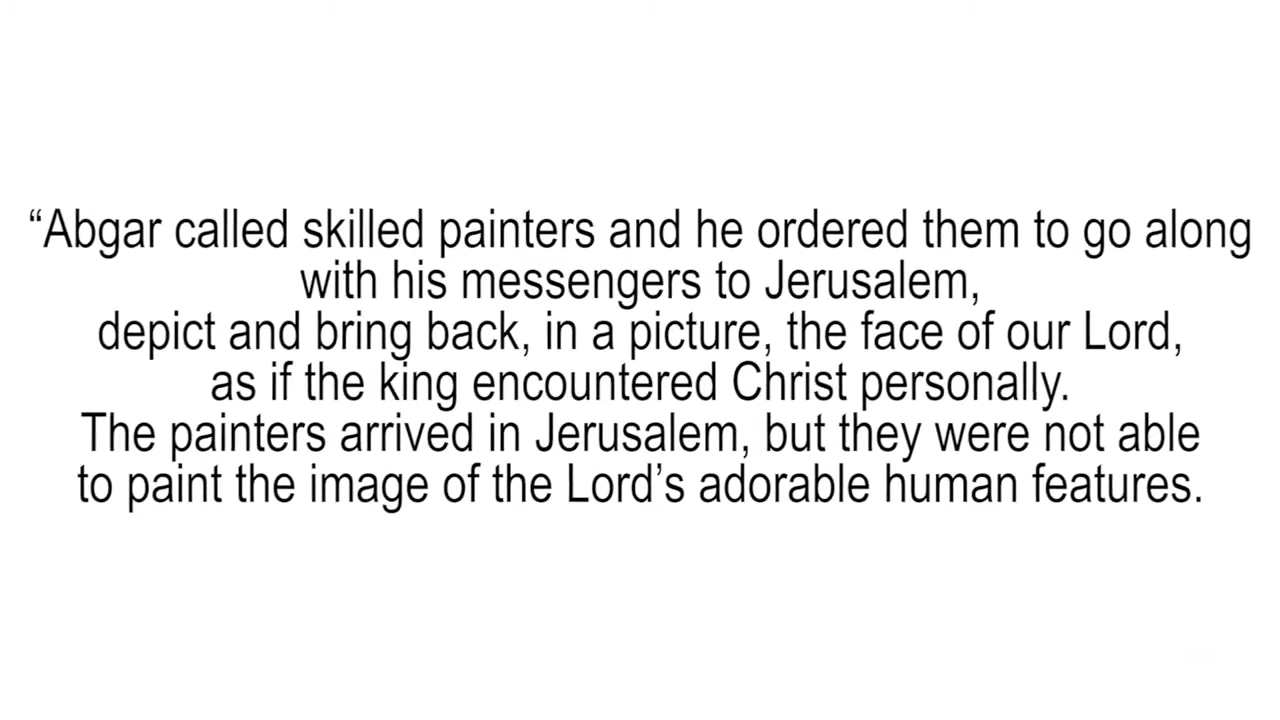 “Abgar called skilled painters and he ordered them to go along
with his messengers to Jerusalem,
depict and bring back, in a picture, the face of our Lord,
as if the king encountered Christ personally.
The painters arrived in Jerusalem, but they were not able
to paint the image of the Lord’s adorable human features.